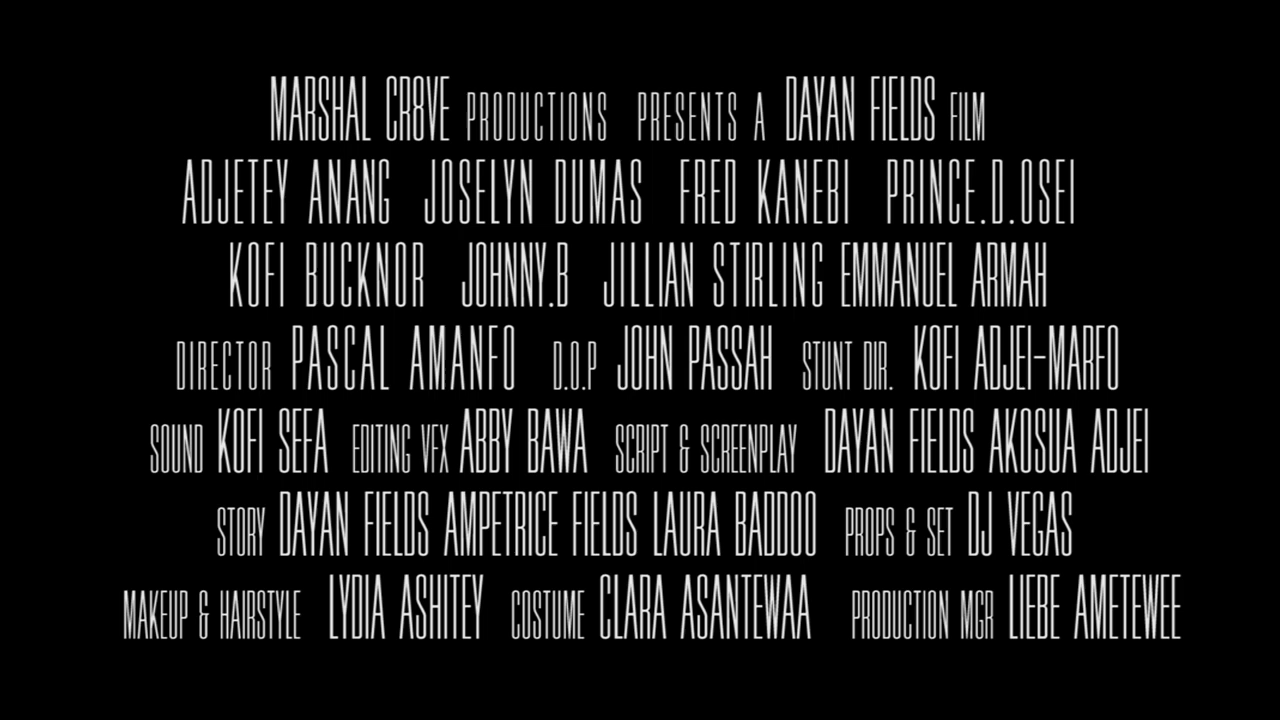 MARSHAL CR8VE PRODUCTIONS PRESENTS A DAYAN FIELDS FILM
ADJETEY ANANG JOSELYN DUMAS FRED KANEBI PRINCE.D.OSEI
KOFI BUCKNOR JOHNNY.B JILLIAN STIRLING EMMANUEL ARMAH
DIRECTOR PASCAL AMANFO D.O.P JOHN PASSAH STUNT DIR. KOFI ADJEI-MARFO
SOUND KOFI SEFA EDITING VFX ABBY BAWA SCRIPT & SCREENPLAY DAYAN FIELDS AKOSUA ADJEI
STORY DAYAN FIELDS AMPETRICE FIELDS LAURA BADDOO PROPS & SET DJ VEGAS
MAKEUP & HAIRSTYLE LYDIA ASHITEY COSTUME CLARA ASANTEWAA PRODUCTION MGR LIEBE AMETEWEE